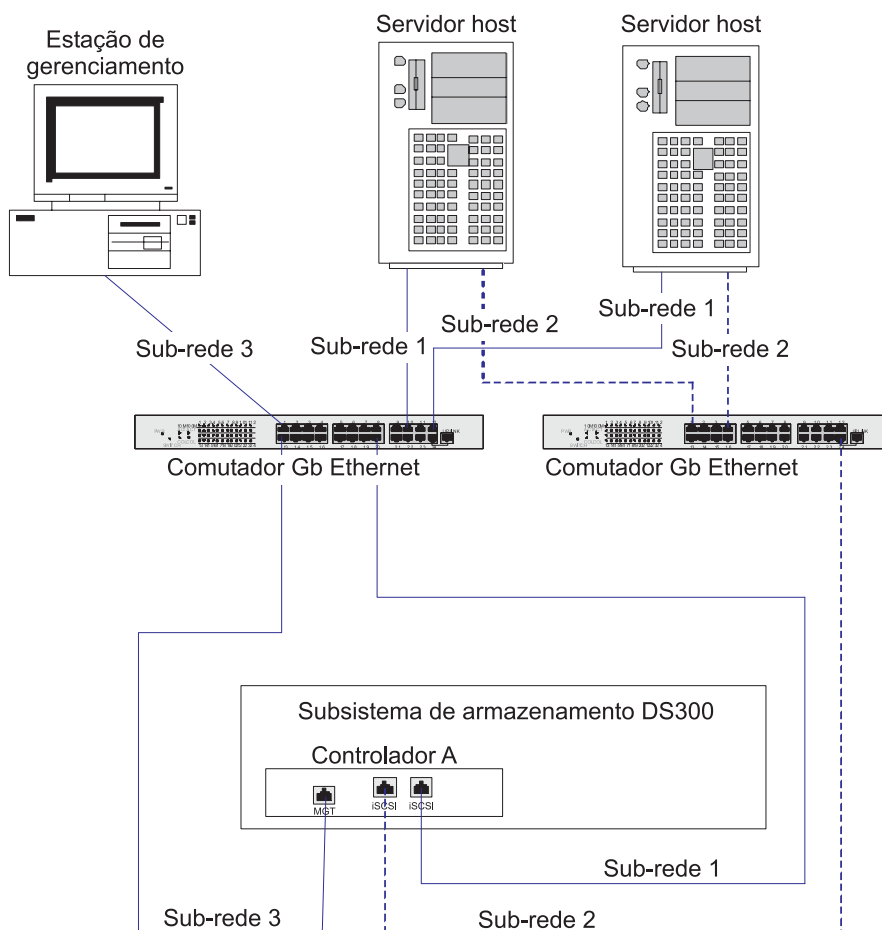 Estação de
gerenciamento
Servidor host
Servidor host
Sub-rede 3
Sub-rede 1
Sub-rede 2
Sub-rede 1
Sub-rede 2
Comutador Gb Ethernet
Comutador Gb Ethernet
Subsistema de armazenamento DS300
Controlador A
MGT
iSCSI
iSCSI
Sub-rede 1
Sub-rede 3
Sub-rede 2